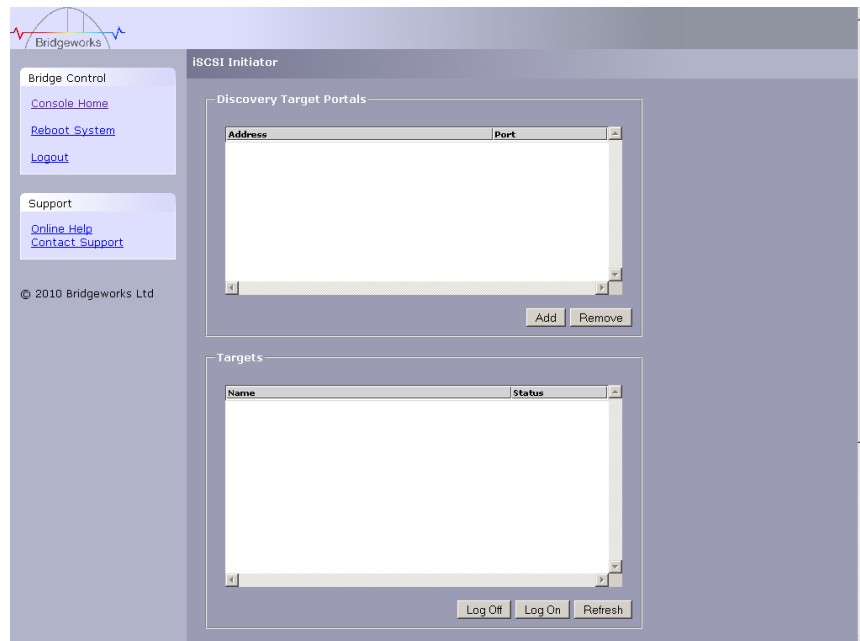 Bridgeworks
iSCSI Initiator
Bridge Control
Console Home
Reboot System
Logout
Support
Online Help
Contact Support
© 2010 Bridgeworks Ltd
Discovery Target Portals
Address Port
Add Remove
Targets
Name Status
Log Off Log On Refresh